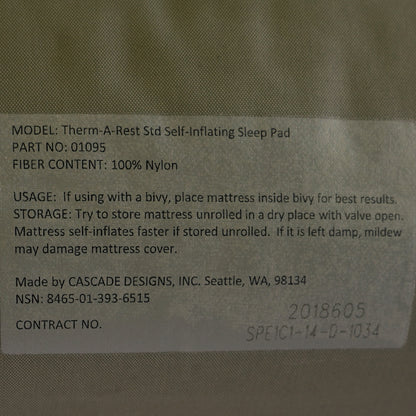 MODEL: Therm-A-Rest Std Self-Inflating Sleep Pad
PART NO: 01095
FIBER CONTENT: 100% Nylon
USAGE: If using with a bivy, place mattress inside bivy for best results.
STORAGE: Try to store mattress unrolled in a dry place with valve open.
Mattress self-inflates faster if stored unrolled. If it is left damp, mildew
may damage mattress cover.
Made by CASCADE DESIGNS, INC. Seattle, WA, 98134
NSN: 8465-01-393-6515
2018605
CONTRACT NO. SPE1C1-14-D-1034